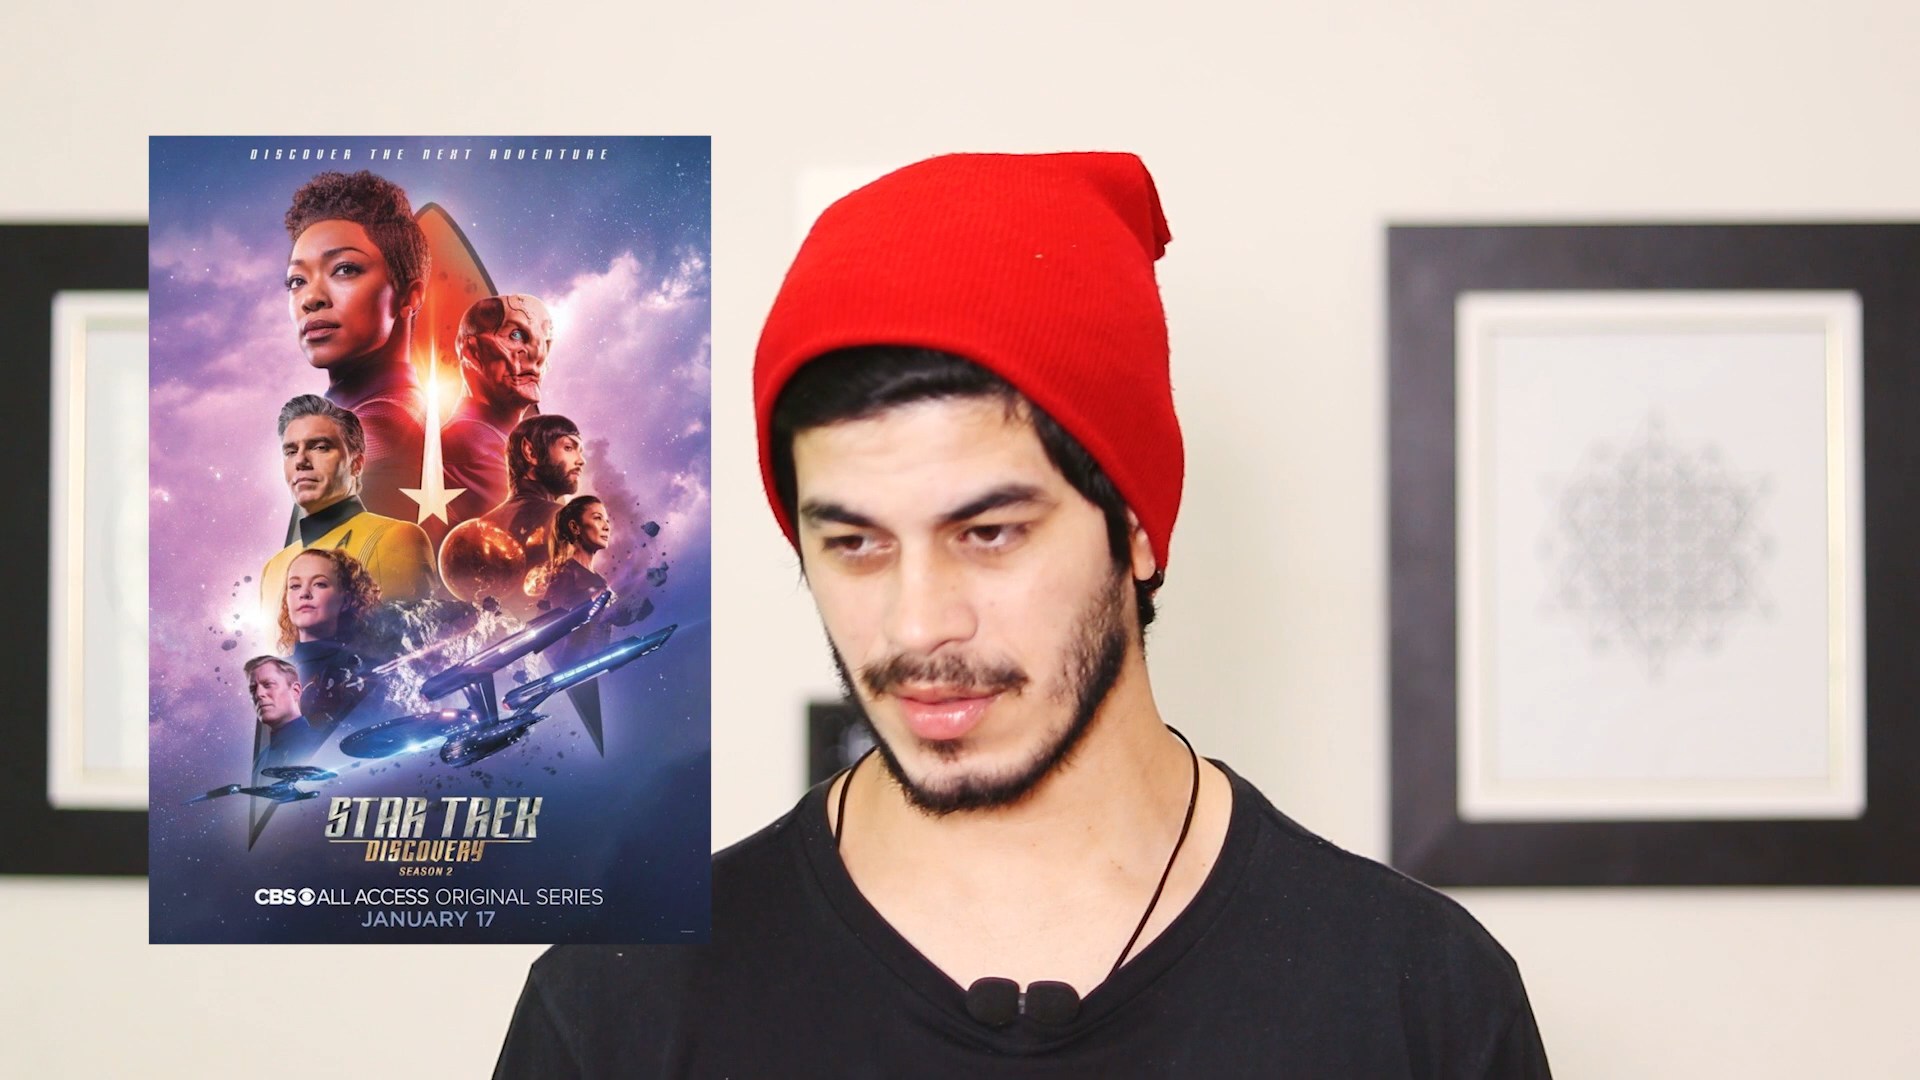 DISCOVER THE NEXT ADVENTURE
STAR TREK
DISCOVERY
SEASON 2
CBS ALL ACCESS ORIGINAL SERIES
JANUARY 17